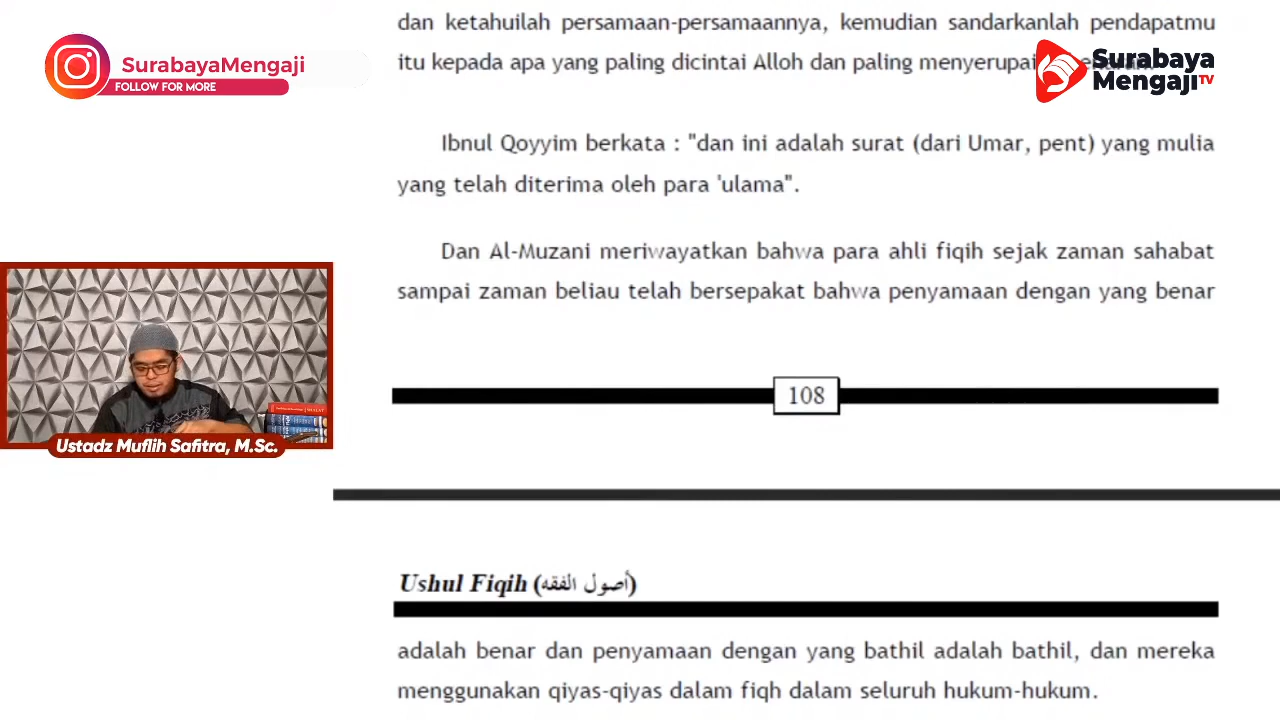 dan ketahuilah persamaan-persamaannya, kemudian sandarkanlah pendapatmu
itu kepada apa yang paling dicintai Alloh dan paling menyerupai
SurabayaMengaji
FOLLOW FOR MORE
Surabaya
Mengaji TV
Ibnul Qoyyim berkata : "dan ini adalah surat (dari Umar, pent) yang mulia
yang telah diterima oleh para 'ulama".
Dan Al-Muzani meriwayatkan bahwa para ahli fiqih sejak zaman sahabat
sampai zaman beliau telah bersepakat bahwa penyamaan dengan yang benar
108
Ustadz Muflih Safitra, M.Sc.
Ushul Fiqih (أصول الفقه)
adalah benar dan penyamaan dengan yang bathil adalah bathil, dan mereka
menggunakan qiyas-qiyas dalam fiqh dalam seluruh hukum-hukum.